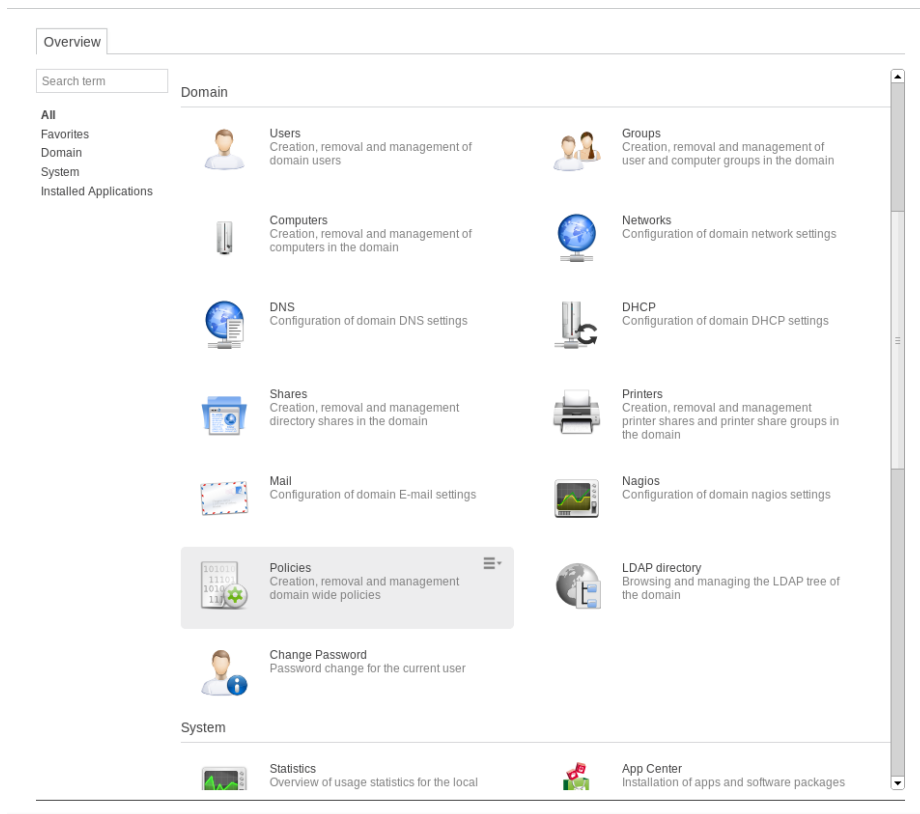 Overview
Search term
All
Favorites
Domain
System
Installed Applications
Domain
Users
Creation, removal and management of
domain users
Groups
Creation, removal and management of
user and computer groups in the domain
Computers
Creation, removal and management of
computers in the domain
Networks
Configuration of domain network settings
DNS
Configuration of domain DNS settings
DHCP
Configuration of domain DHCP settings
Shares
Creation, removal and management
directory shares in the domain
Printers
Creation, removal and management
printer shares and printer share groups in
the domain
Mail
Configuration of domain E-mail settings
Nagios
Configuration of domain nagios settings
Policies
Creation, removal and management
domain wide policies
LDAP directory
Browsing and managing the LDAP tree of
the domain
Change Password
Password change for the current user
System
Statistics
Overview of usage statistics for the local
App Center
Installation of apps and software packages